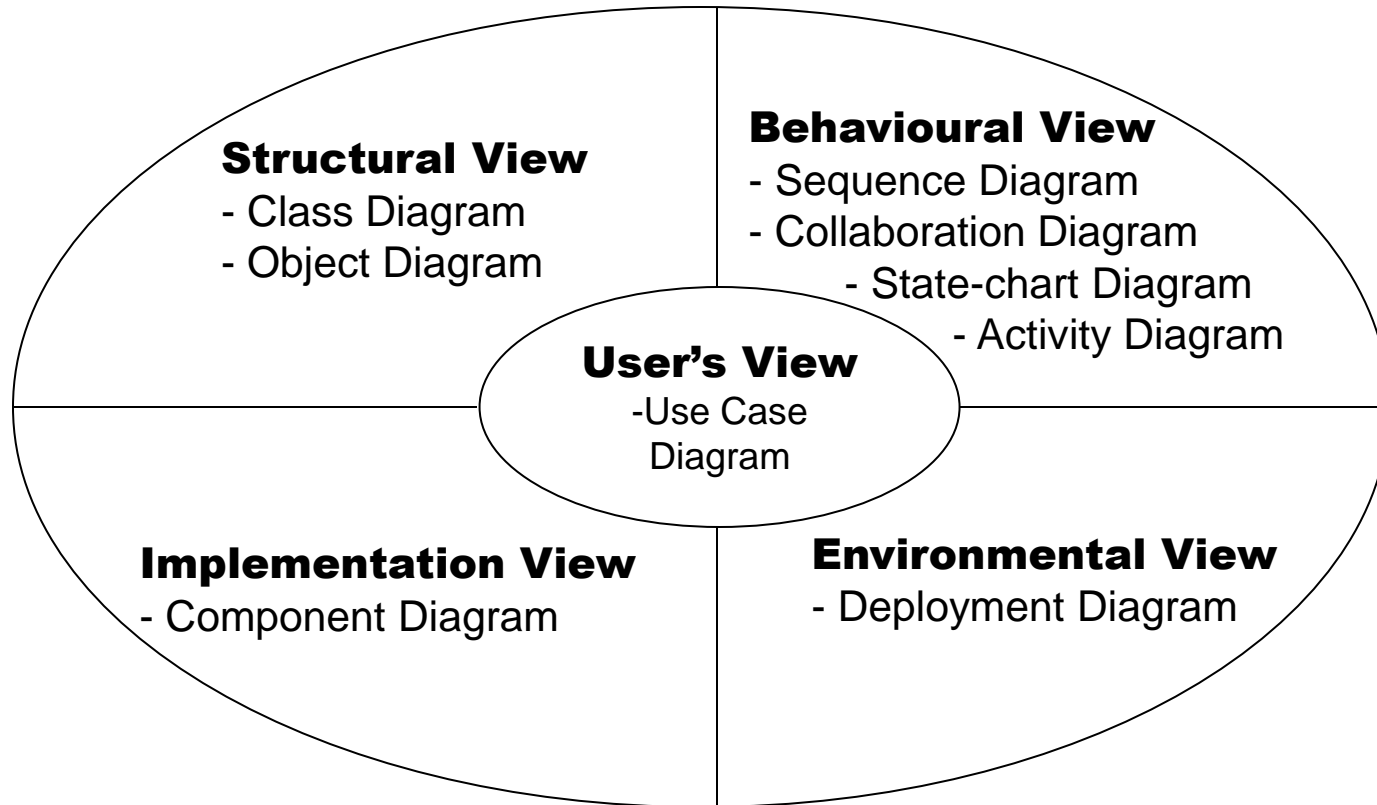 Structural View
- Class Diagram
- Object Diagram
Behavioural View
- Sequence Diagram
- Collaboration Diagram
- State-chart Diagram
- Activity Diagram
User’s View
-Use Case
Diagram
Implementation View
- Component Diagram
Environmental View
- Deployment Diagram